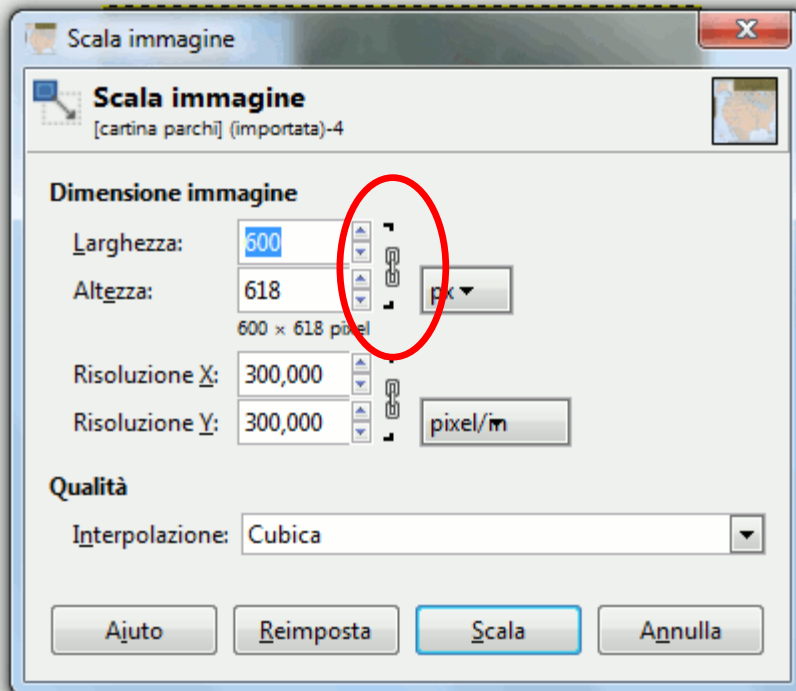 Scala immagine
Scala immagine
[cartina parchi] (importata)-4
Dimensione immagine
Larghezza: 600
Altezza: 618 px
600 × 618 pixel
Risoluzione X: 300,000
Risoluzione Y: 300,000 pixel/in
Qualità
Interpolazione: Cubica
Aiuto Reimposta Scala Annulla